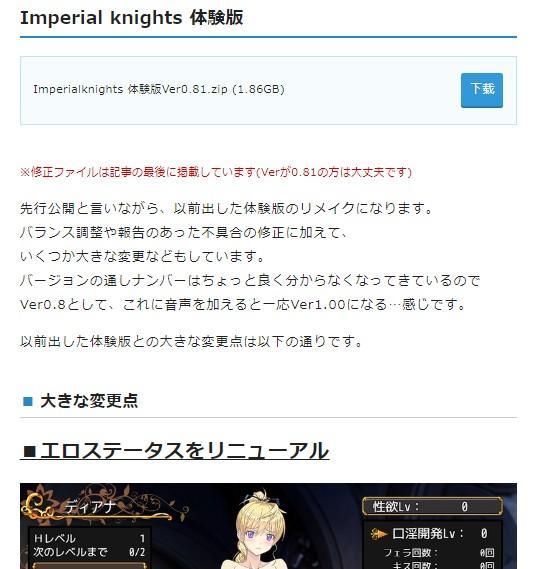 Imperial knights 体験版
Imperialknights 体験版Ver0.81.zip (1.86GB)
下载
※修正ファイルは記事の最後に掲載しています(Verが0.81の方は大丈夫です)
先行公開と言いながら、以前出した体験版のリメイクになります。
バランス調整や報告のあった不具合の修正に加えて、
いくつか大きな変更などもしています。
バージョンの通しナンバーはちょっと良く分からなくなってきているので
Ver0.8として、これに音声を加えると一応Ver1.00になる…感じです。
以前出した体験版との大きな変更点は以下の通りです。
■ 大きな変更点
■エロステータスをリニューアル
ディアナ
性欲Lv： 0
Ｈレベル 1
口淫開発Lv： 0
次のレベルまで 0/2
フェラ回数： 0回
キス回数： 0回